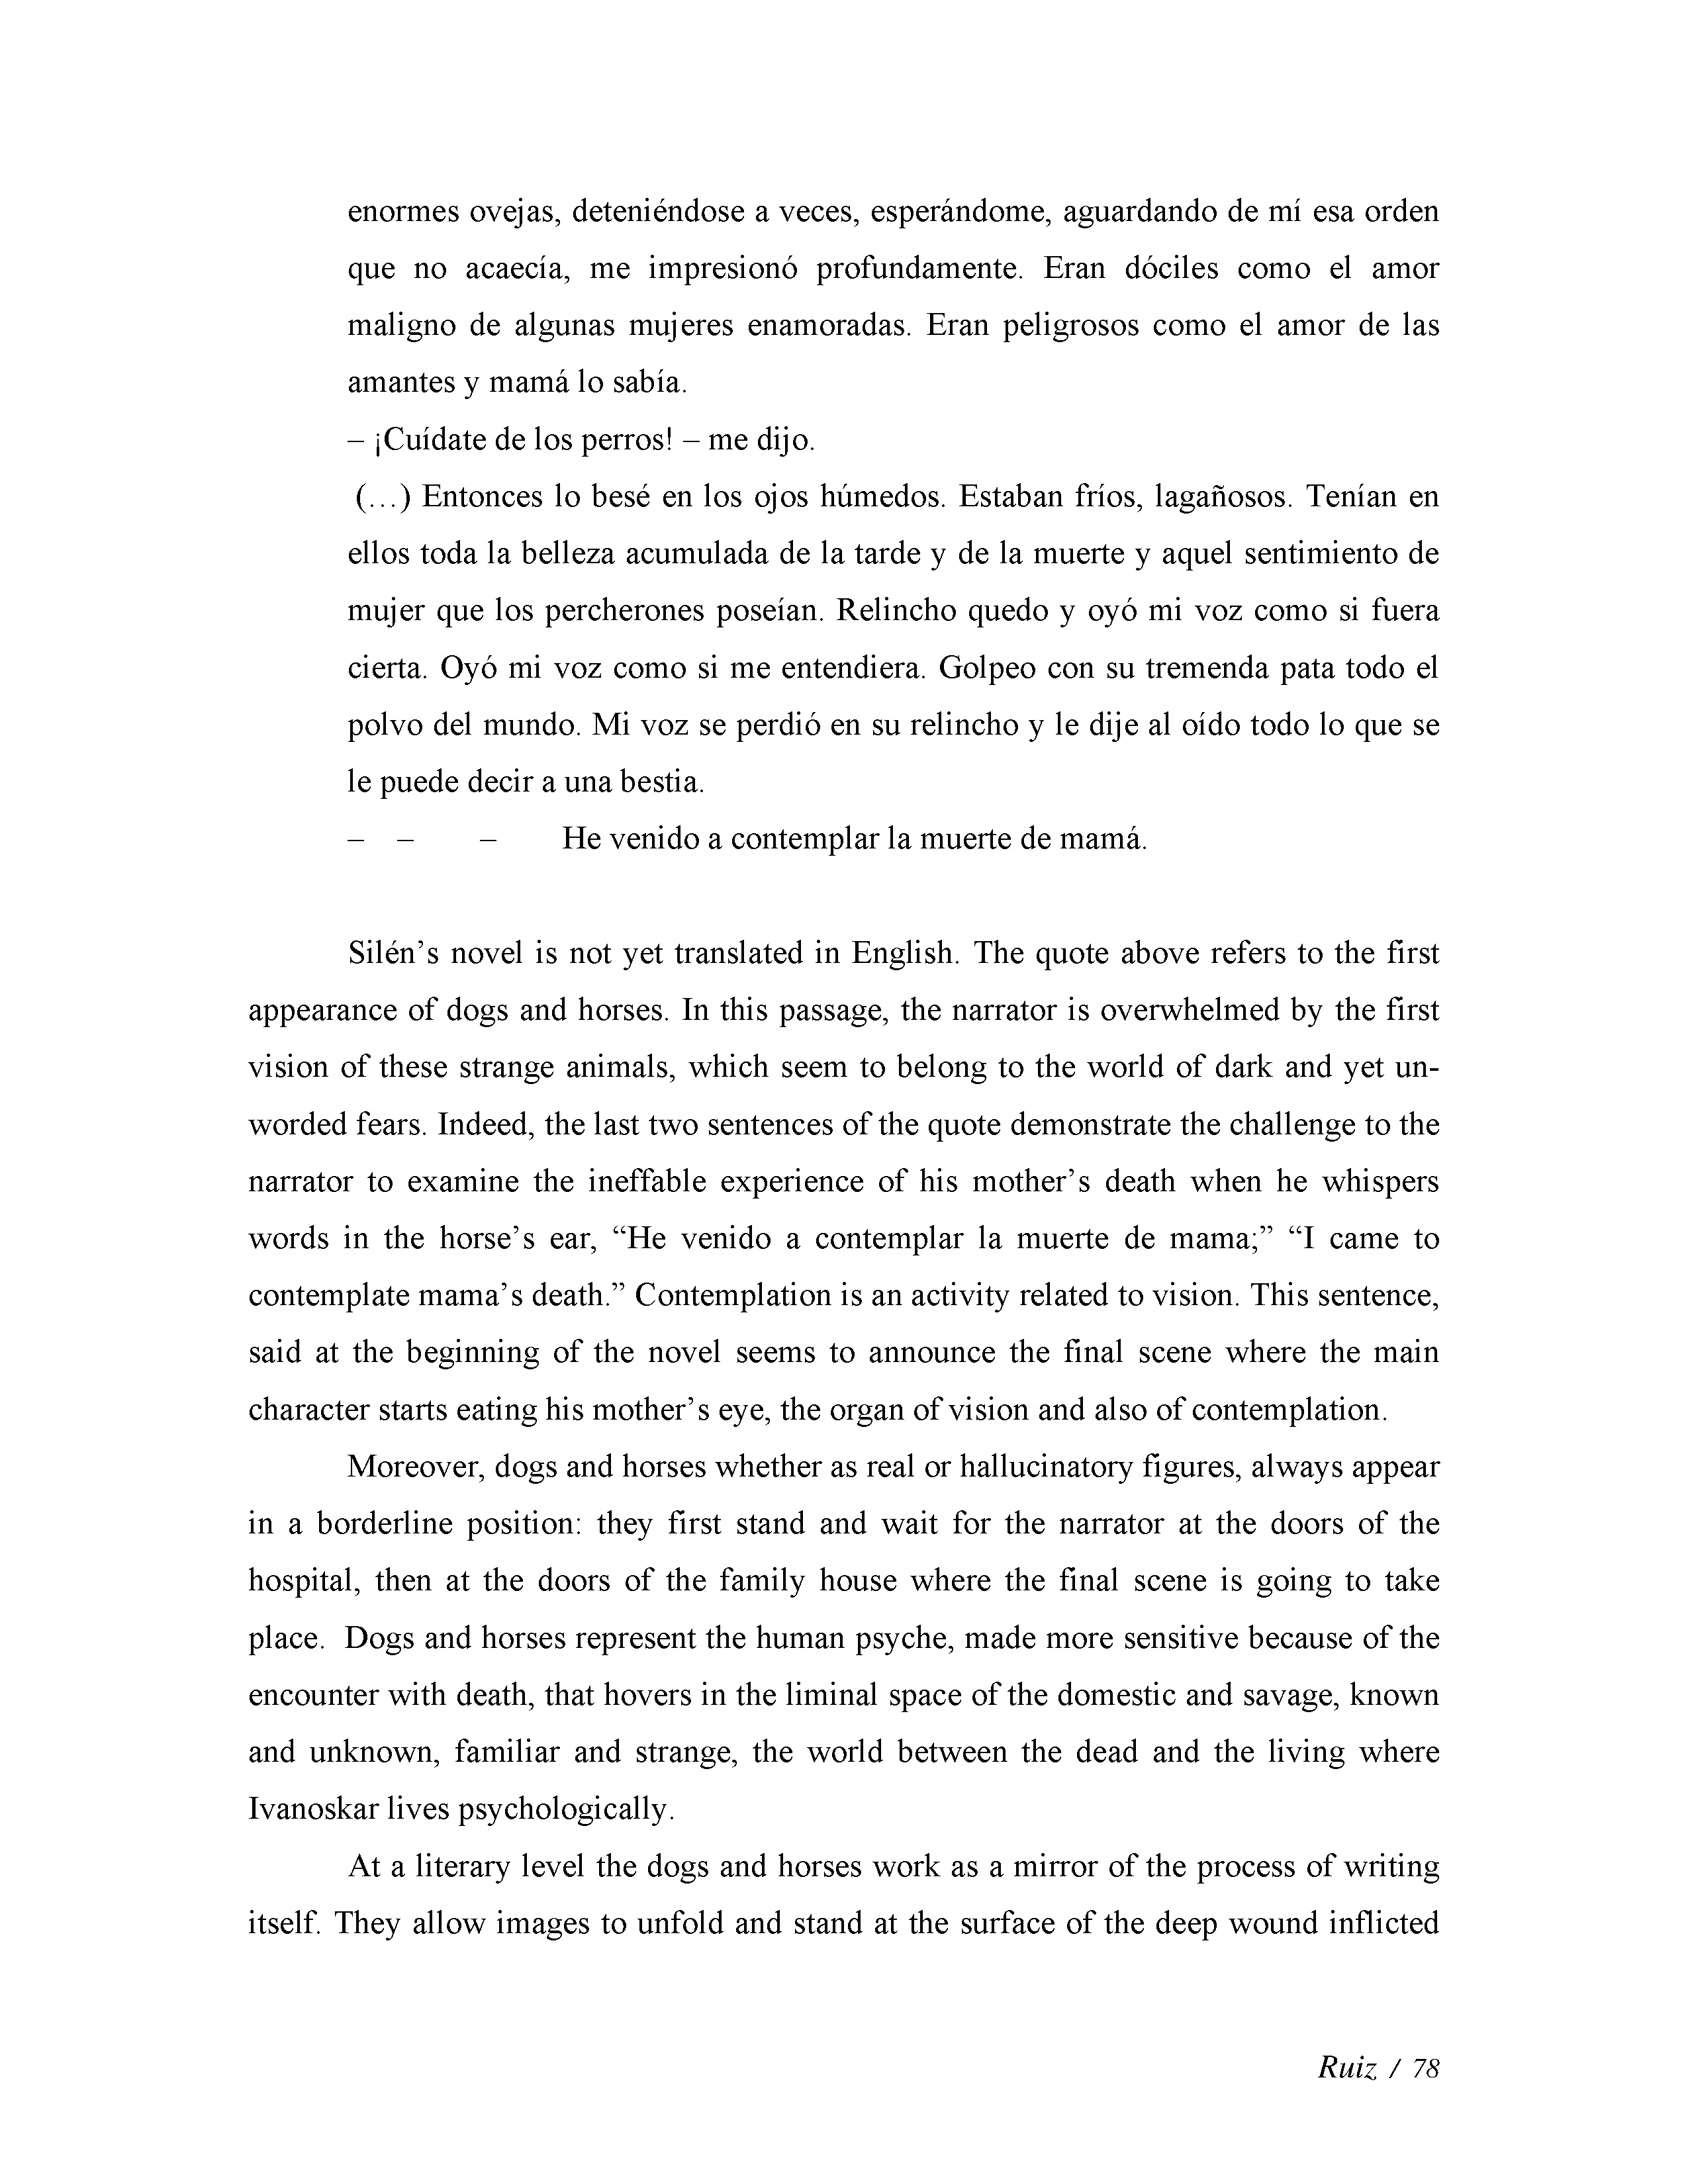 enormes ovejas, deteniéndose a veces, esperándome, aguardando de mí esa orden
que no acaecía, me impresionó profundamente. Eran dóciles como el amor
maligno de algunas mujeres enamoradas. Eran peligrosos como el amor de las
amantes y mamá lo sabía.
– ¡Cuídate de los perros! – me dijo.
(…) Entonces lo besé en los ojos húmedos. Estaban fríos, lagañosos. Tenían en
ellos toda la belleza acumulada de la tarde y de la muerte y aquel sentimiento de
mujer que los percherones poseían. Relincho quedo y oyó mi voz como si fuera
cierta. Oyó mi voz como si me entendiera. Golpeo con su tremenda pata todo el
polvo del mundo. Mi voz se perdió en su relincho y le dije al oído todo lo que se
le puede decir a una bestia.
– – – He venido a contemplar la muerte de mamá.
Silén’s novel is not yet translated in English. The quote above refers to the first
appearance of dogs and horses. In this passage, the narrator is overwhelmed by the first
vision of these strange animals, which seem to belong to the world of dark and yet un-
worded fears. Indeed, the last two sentences of the quote demonstrate the challenge to the
narrator to examine the ineffable experience of his mother’s death when he whispers
words in the horse’s ear, “He venido a contemplar la muerte de mama;” “I came to
contemplate mama’s death.” Contemplation is an activity related to vision. This sentence,
said at the beginning of the novel seems to announce the final scene where the main
character starts eating his mother’s eye, the organ of vision and also of contemplation.
Moreover, dogs and horses whether as real or hallucinatory figures, always appear
in a borderline position: they first stand and wait for the narrator at the doors of the
hospital, then at the doors of the family house where the final scene is going to take
place. Dogs and horses represent the human psyche, made more sensitive because of the
encounter with death, that hovers in the liminal space of the domestic and savage, known
and unknown, familiar and strange, the world between the dead and the living where
Ivanoskar lives psychologically.
At a literary level the dogs and horses work as a mirror of the process of writing
itself. They allow images to unfold and stand at the surface of the deep wound inflicted
Ruiz / 78